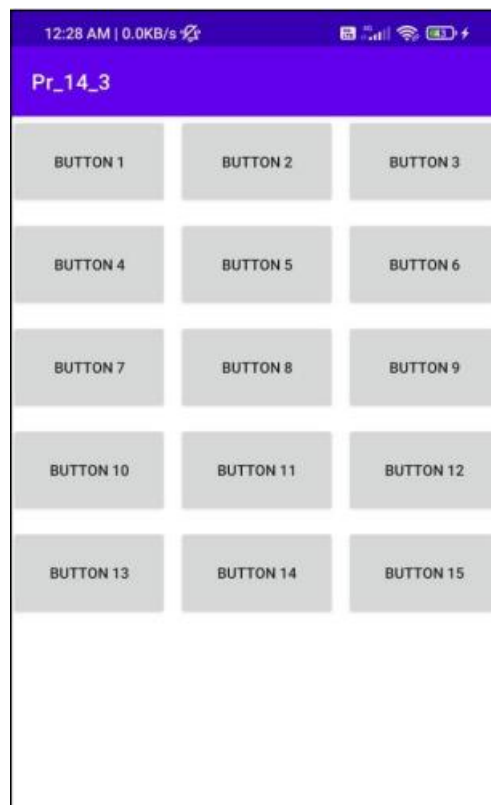 12:28 AM | 0.0KB/s
Pr_14_3
BUTTON 1 BUTTON 2 BUTTON 3
BUTTON 4 BUTTON 5 BUTTON 6
BUTTON 7 BUTTON 8 BUTTON 9
BUTTON 10 BUTTON 11 BUTTON 12
BUTTON 13 BUTTON 14 BUTTON 15